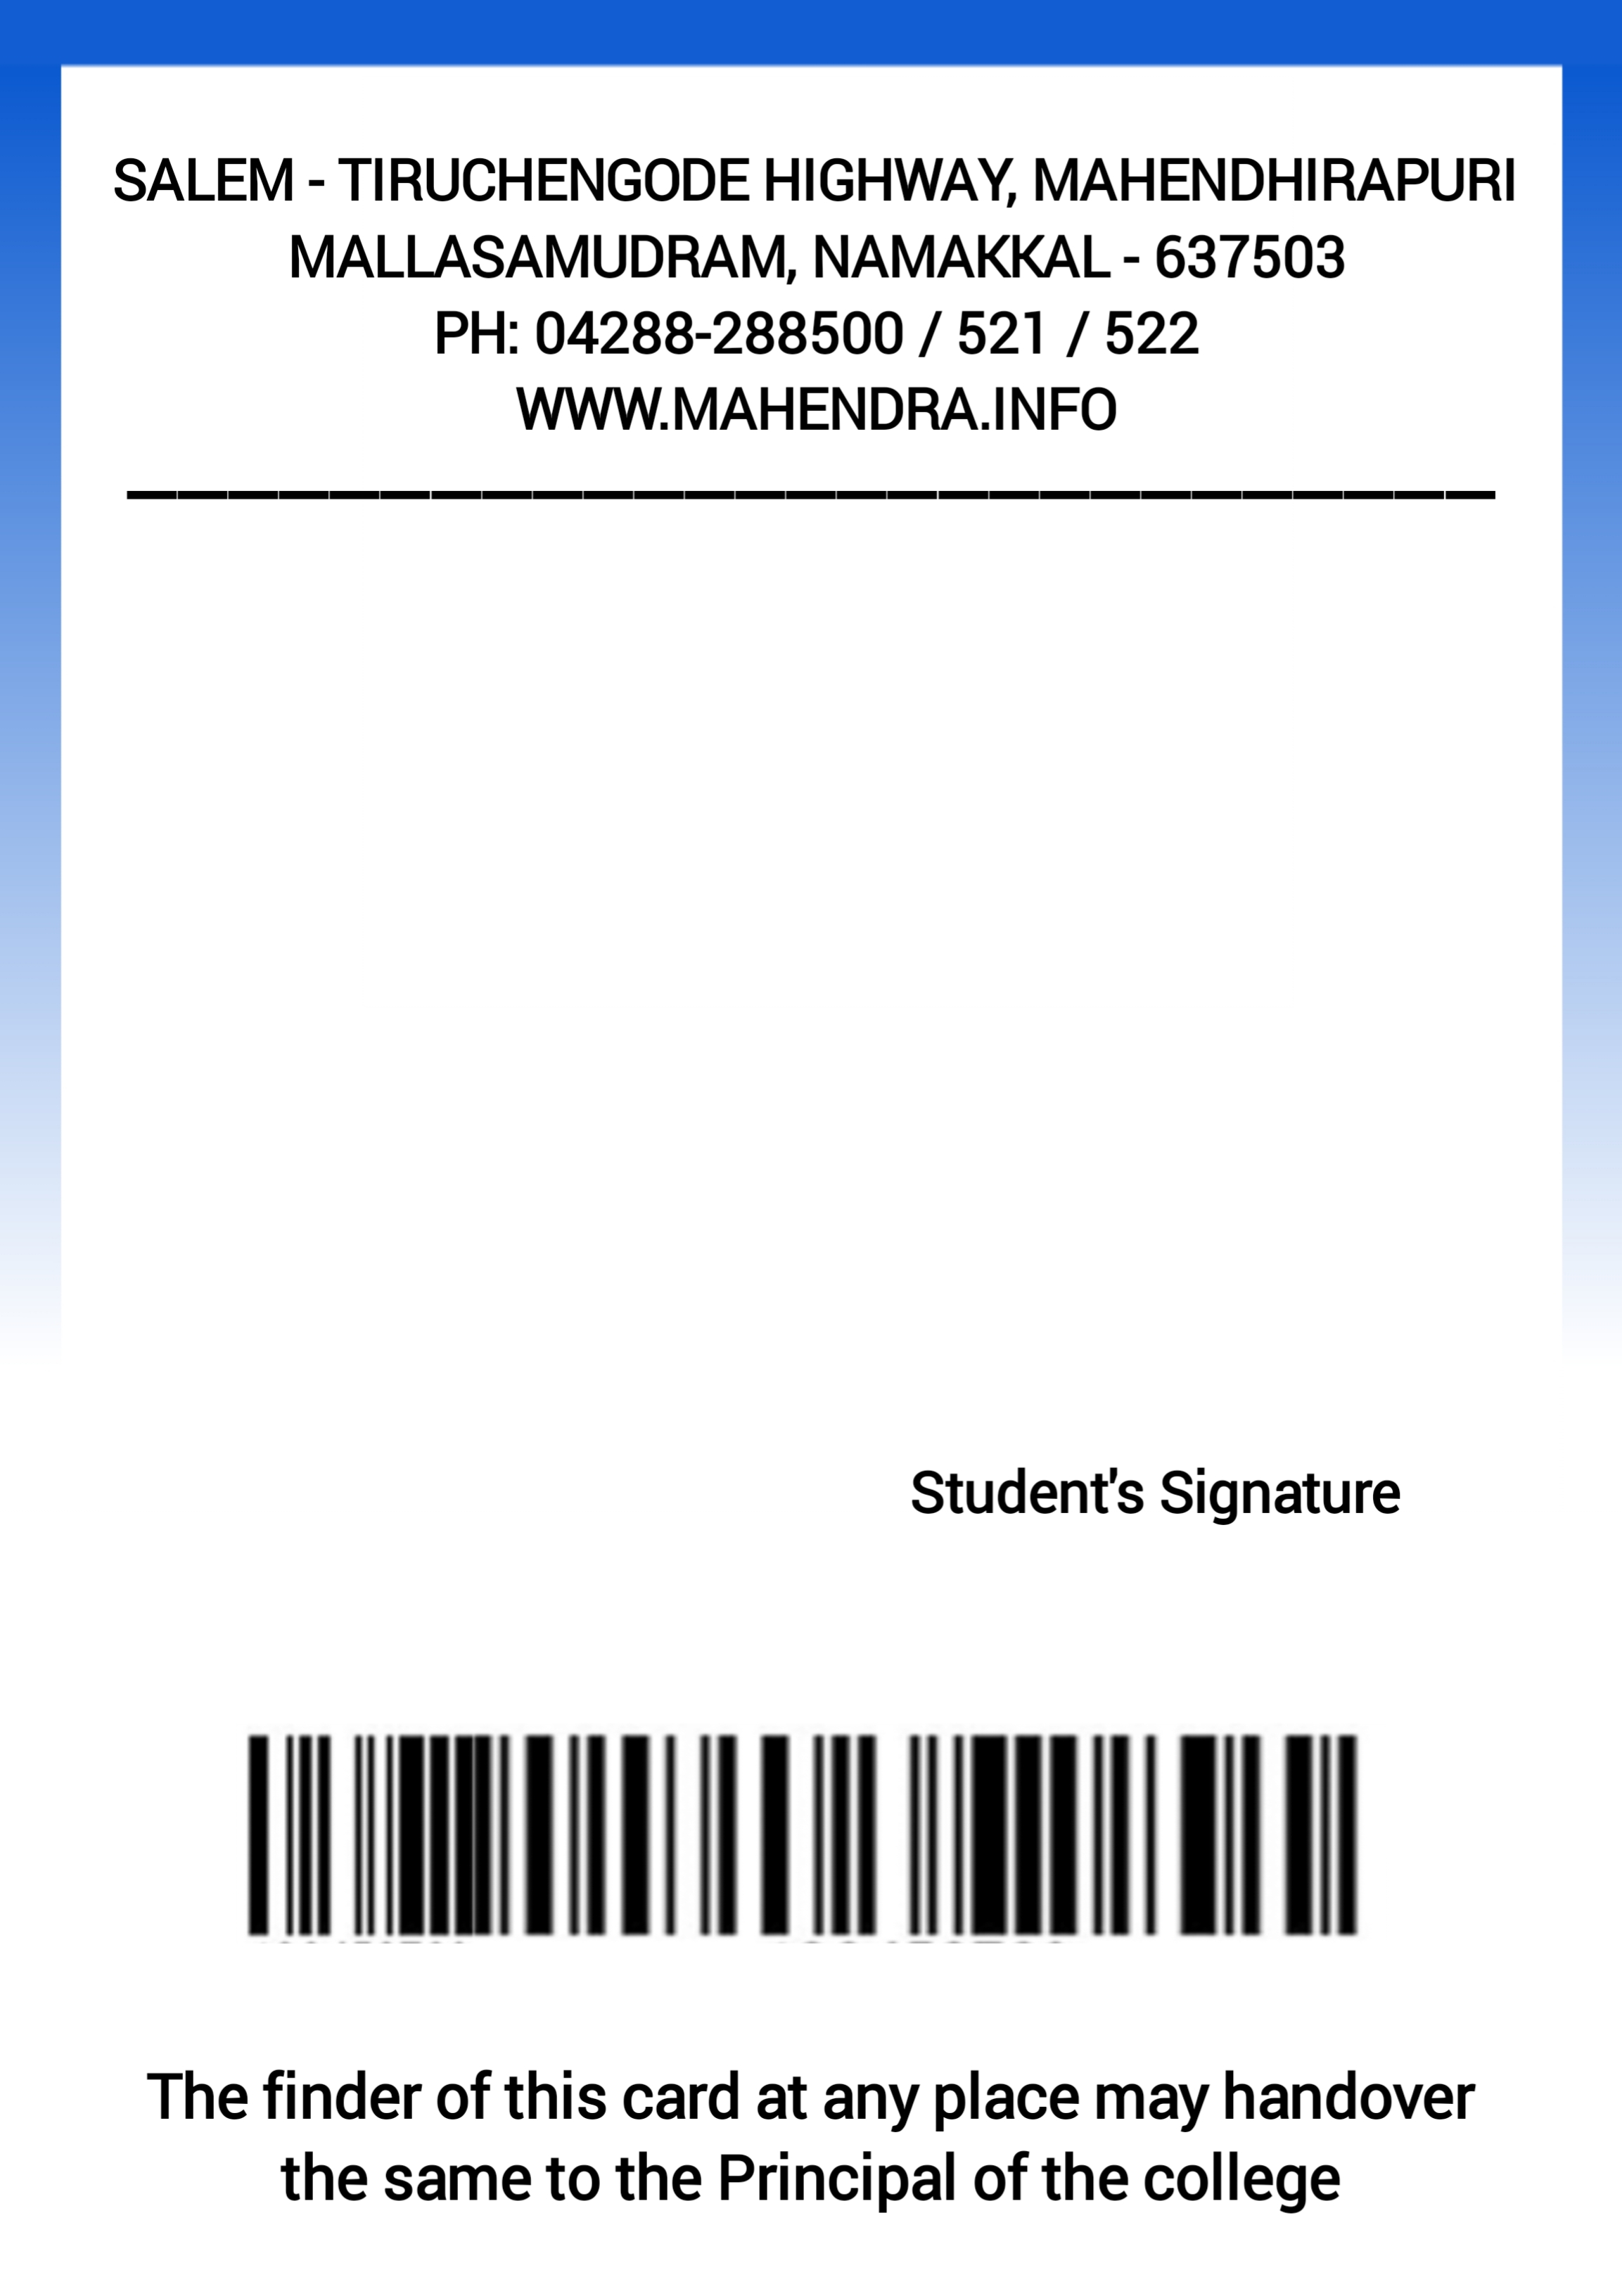 SALEM - TIRUCHENGODE HIGHWAY, MAHENDHIRAPURI
MALLASAMUDRAM, NAMAKKAL - 637503
PH: 04288-288500 / 521 / 522
WWW.MAHENDRA.INFO
Student's Signature
The finder of this card at any place may handover
the same to the Principal of the college